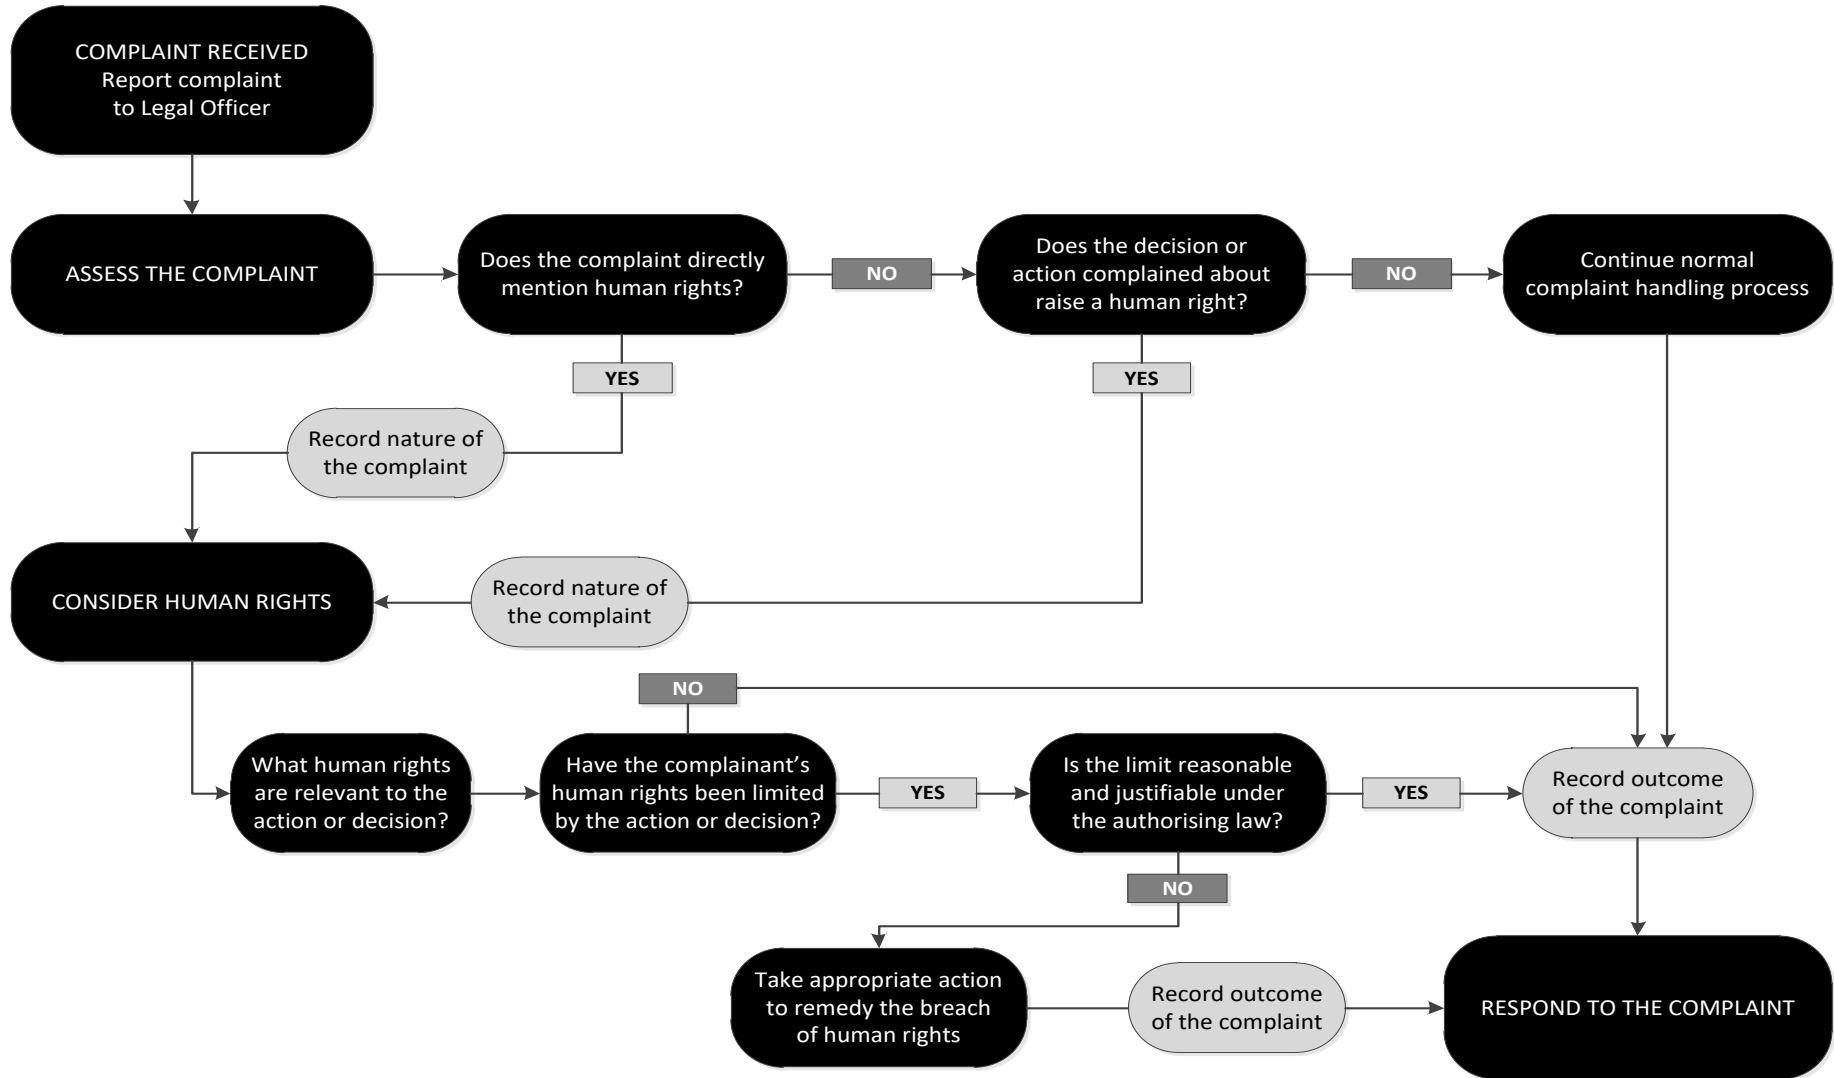 COMPLAINT RECEIVED
Report complaint
to Legal Officer
ASSESS THE COMPLAINT
Does the complaint directly
mention human rights?
NO
Does the decision or
action complained about
raise a human right?
NO
Continue normal
complaint handling process
YES
YES
Record nature of
the complaint
CONSIDER HUMAN RIGHTS
Record nature of
the complaint
NO
What human rights
are relevant to the
action or decision?
Have the complainant’s
human rights been limited
by the action or decision?
YES
Is the limit reasonable
and justifiable under
the authorising law?
YES
Record outcome
of the complaint
NO
Take appropriate action
to remedy the breach
of human rights
Record outcome
of the complaint
RESPOND TO THE COMPLAINT